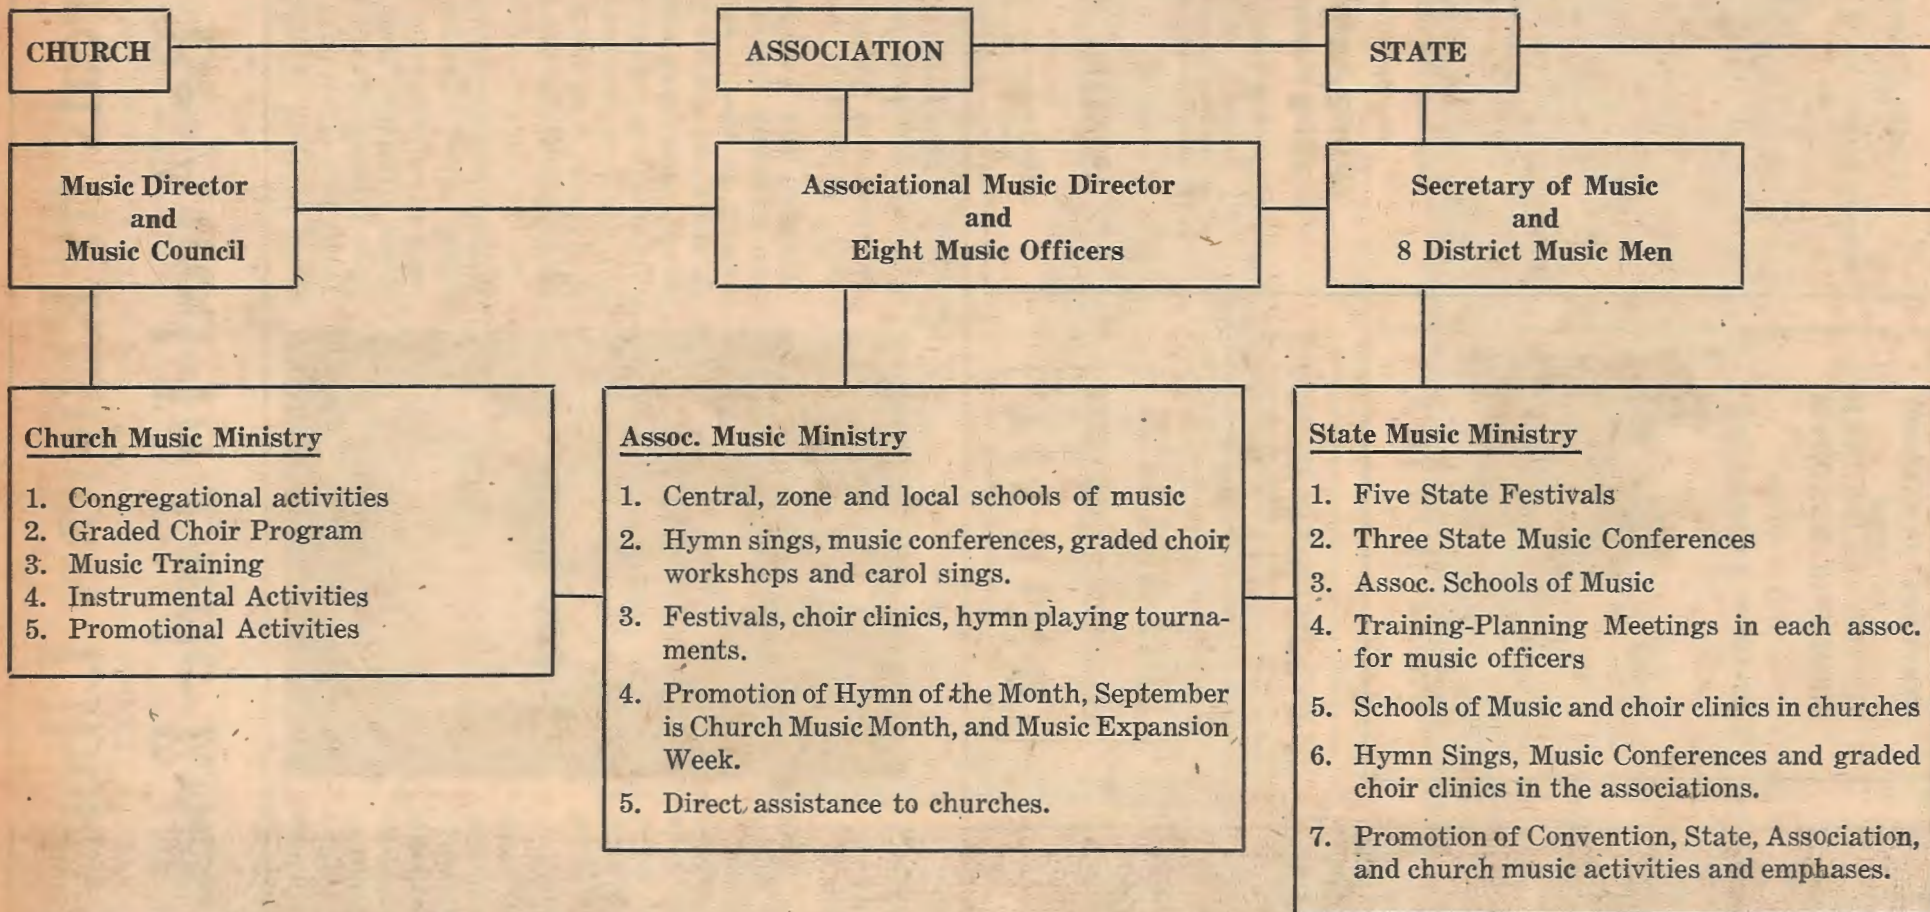 CHURCH
ASSOCIATION
STATE
Music Director
and
Music Council
Associational Music Director
and
Eight Music Officers
Secretary of Music
and
8 District Music Men
Church Music Ministry
1. Congregational activities
2. Graded Choir Program
3. Music Training
4. Instrumental Activities
5. Promotional Activities
Assoc. Music Ministry
1. Central, zone and local schools of music
2. Hymn sings, music conferences, graded choir
workshops and carol sings.
3. Festivals, choir clinics, hymn playing tourna-
ments.
4. Promotion of Hymn of the Month, September
is Church Music Month, and Music Expansion
Week.
5. Direct assistance to churches.
State Music Ministry
1. Five State Festivals
2. Three State Music Conferences
3. Assoc. Schools of Music
4. Training-Planning Meetings in each assoc.
for music officers
5. Schools of Music and choir clinics in churches
6. Hymn Sings, Music Conferences and graded
choir clinics in the associations.
7. Promotion of Convention, State, Association,
and church music activities and emphases.